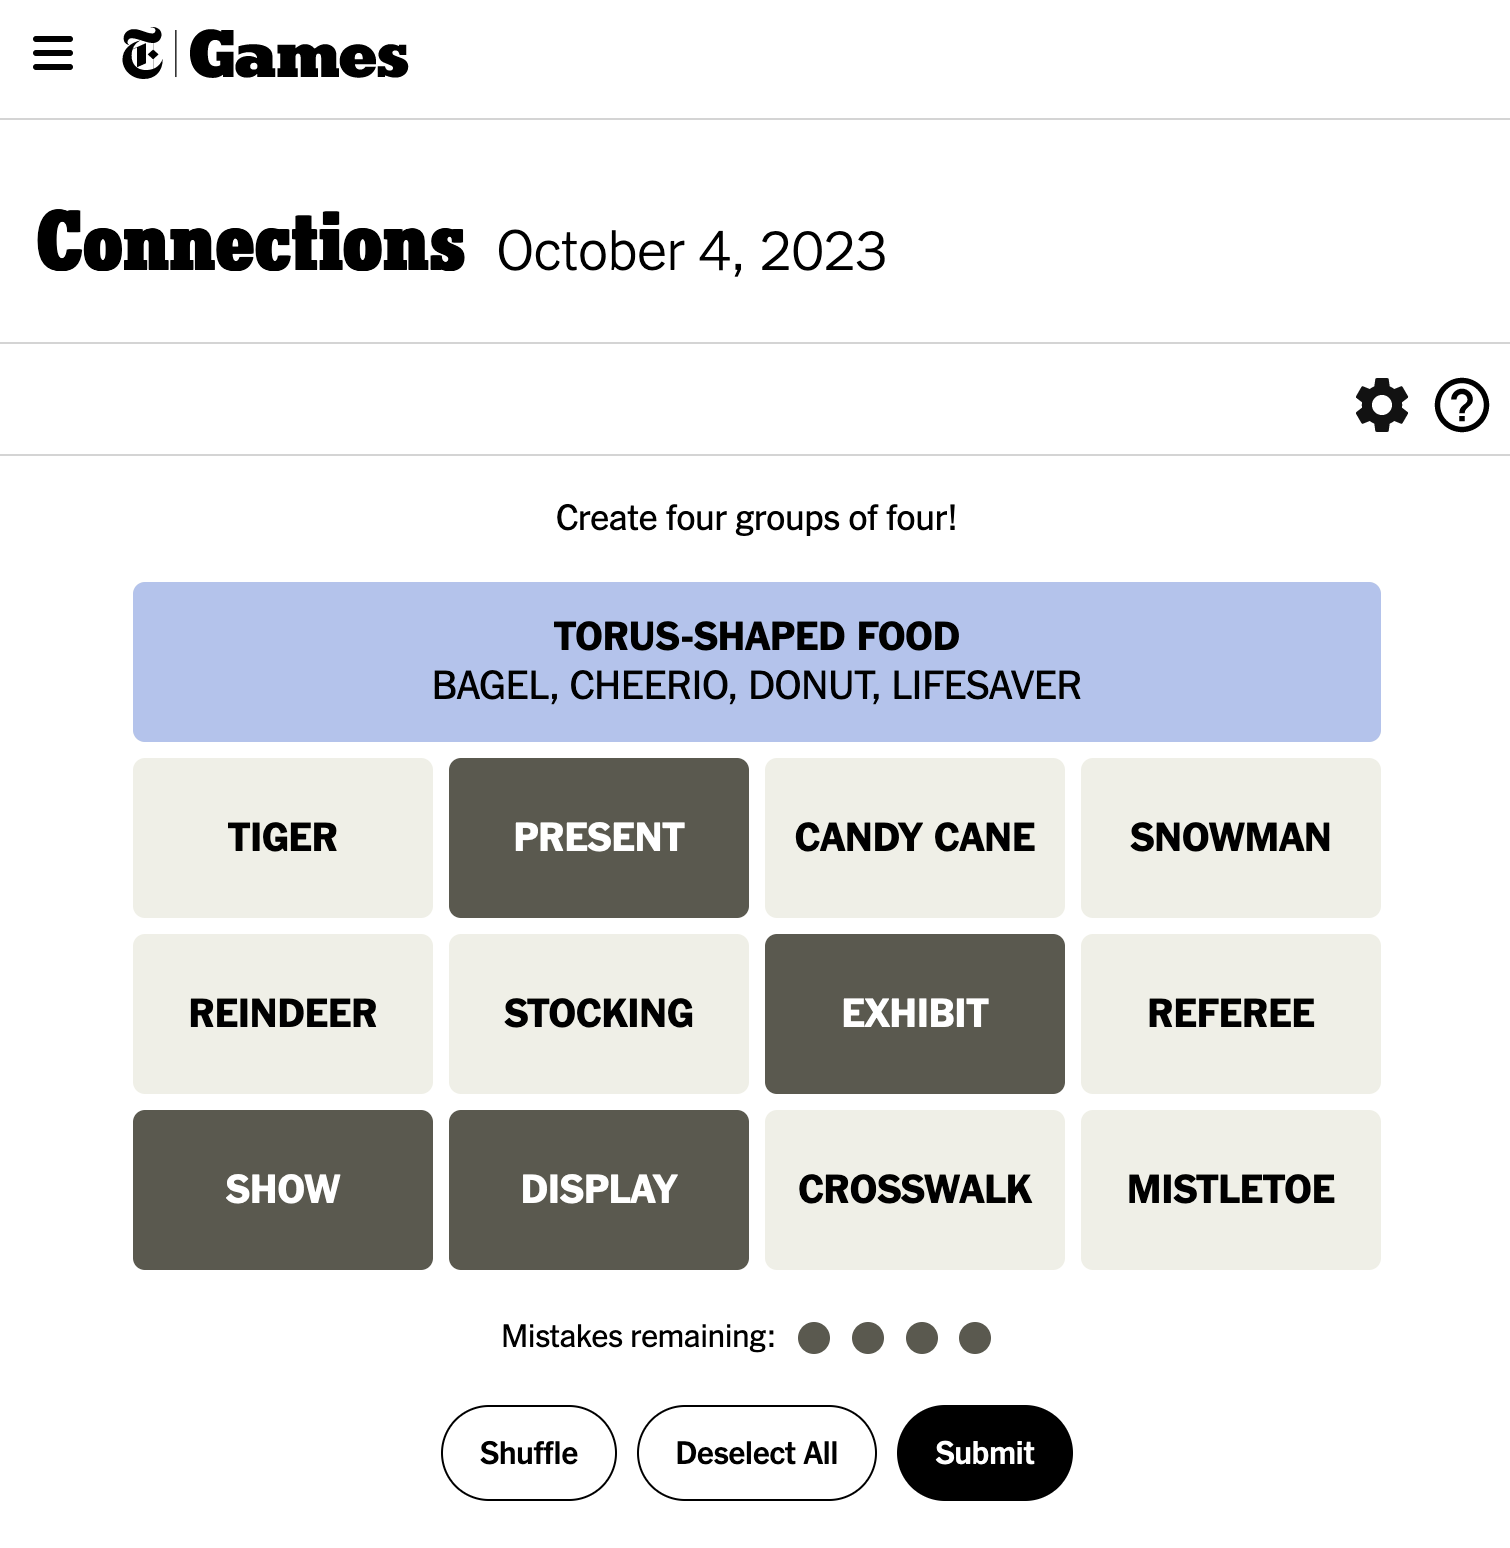 T Games
Connections October 4, 2023
Create four groups of four!
TORUS-SHAPED FOOD
BAGEL, CHEERIO, DONUT, LIFESAVER
TIGER PRESENT CANDY CANE SNOWMAN
REINDEER STOCKING EXHIBIT REFEREE
SHOW DISPLAY CROSSWALK MISTLETOE
Mistakes remaining:
Shuffle Deselect All Submit